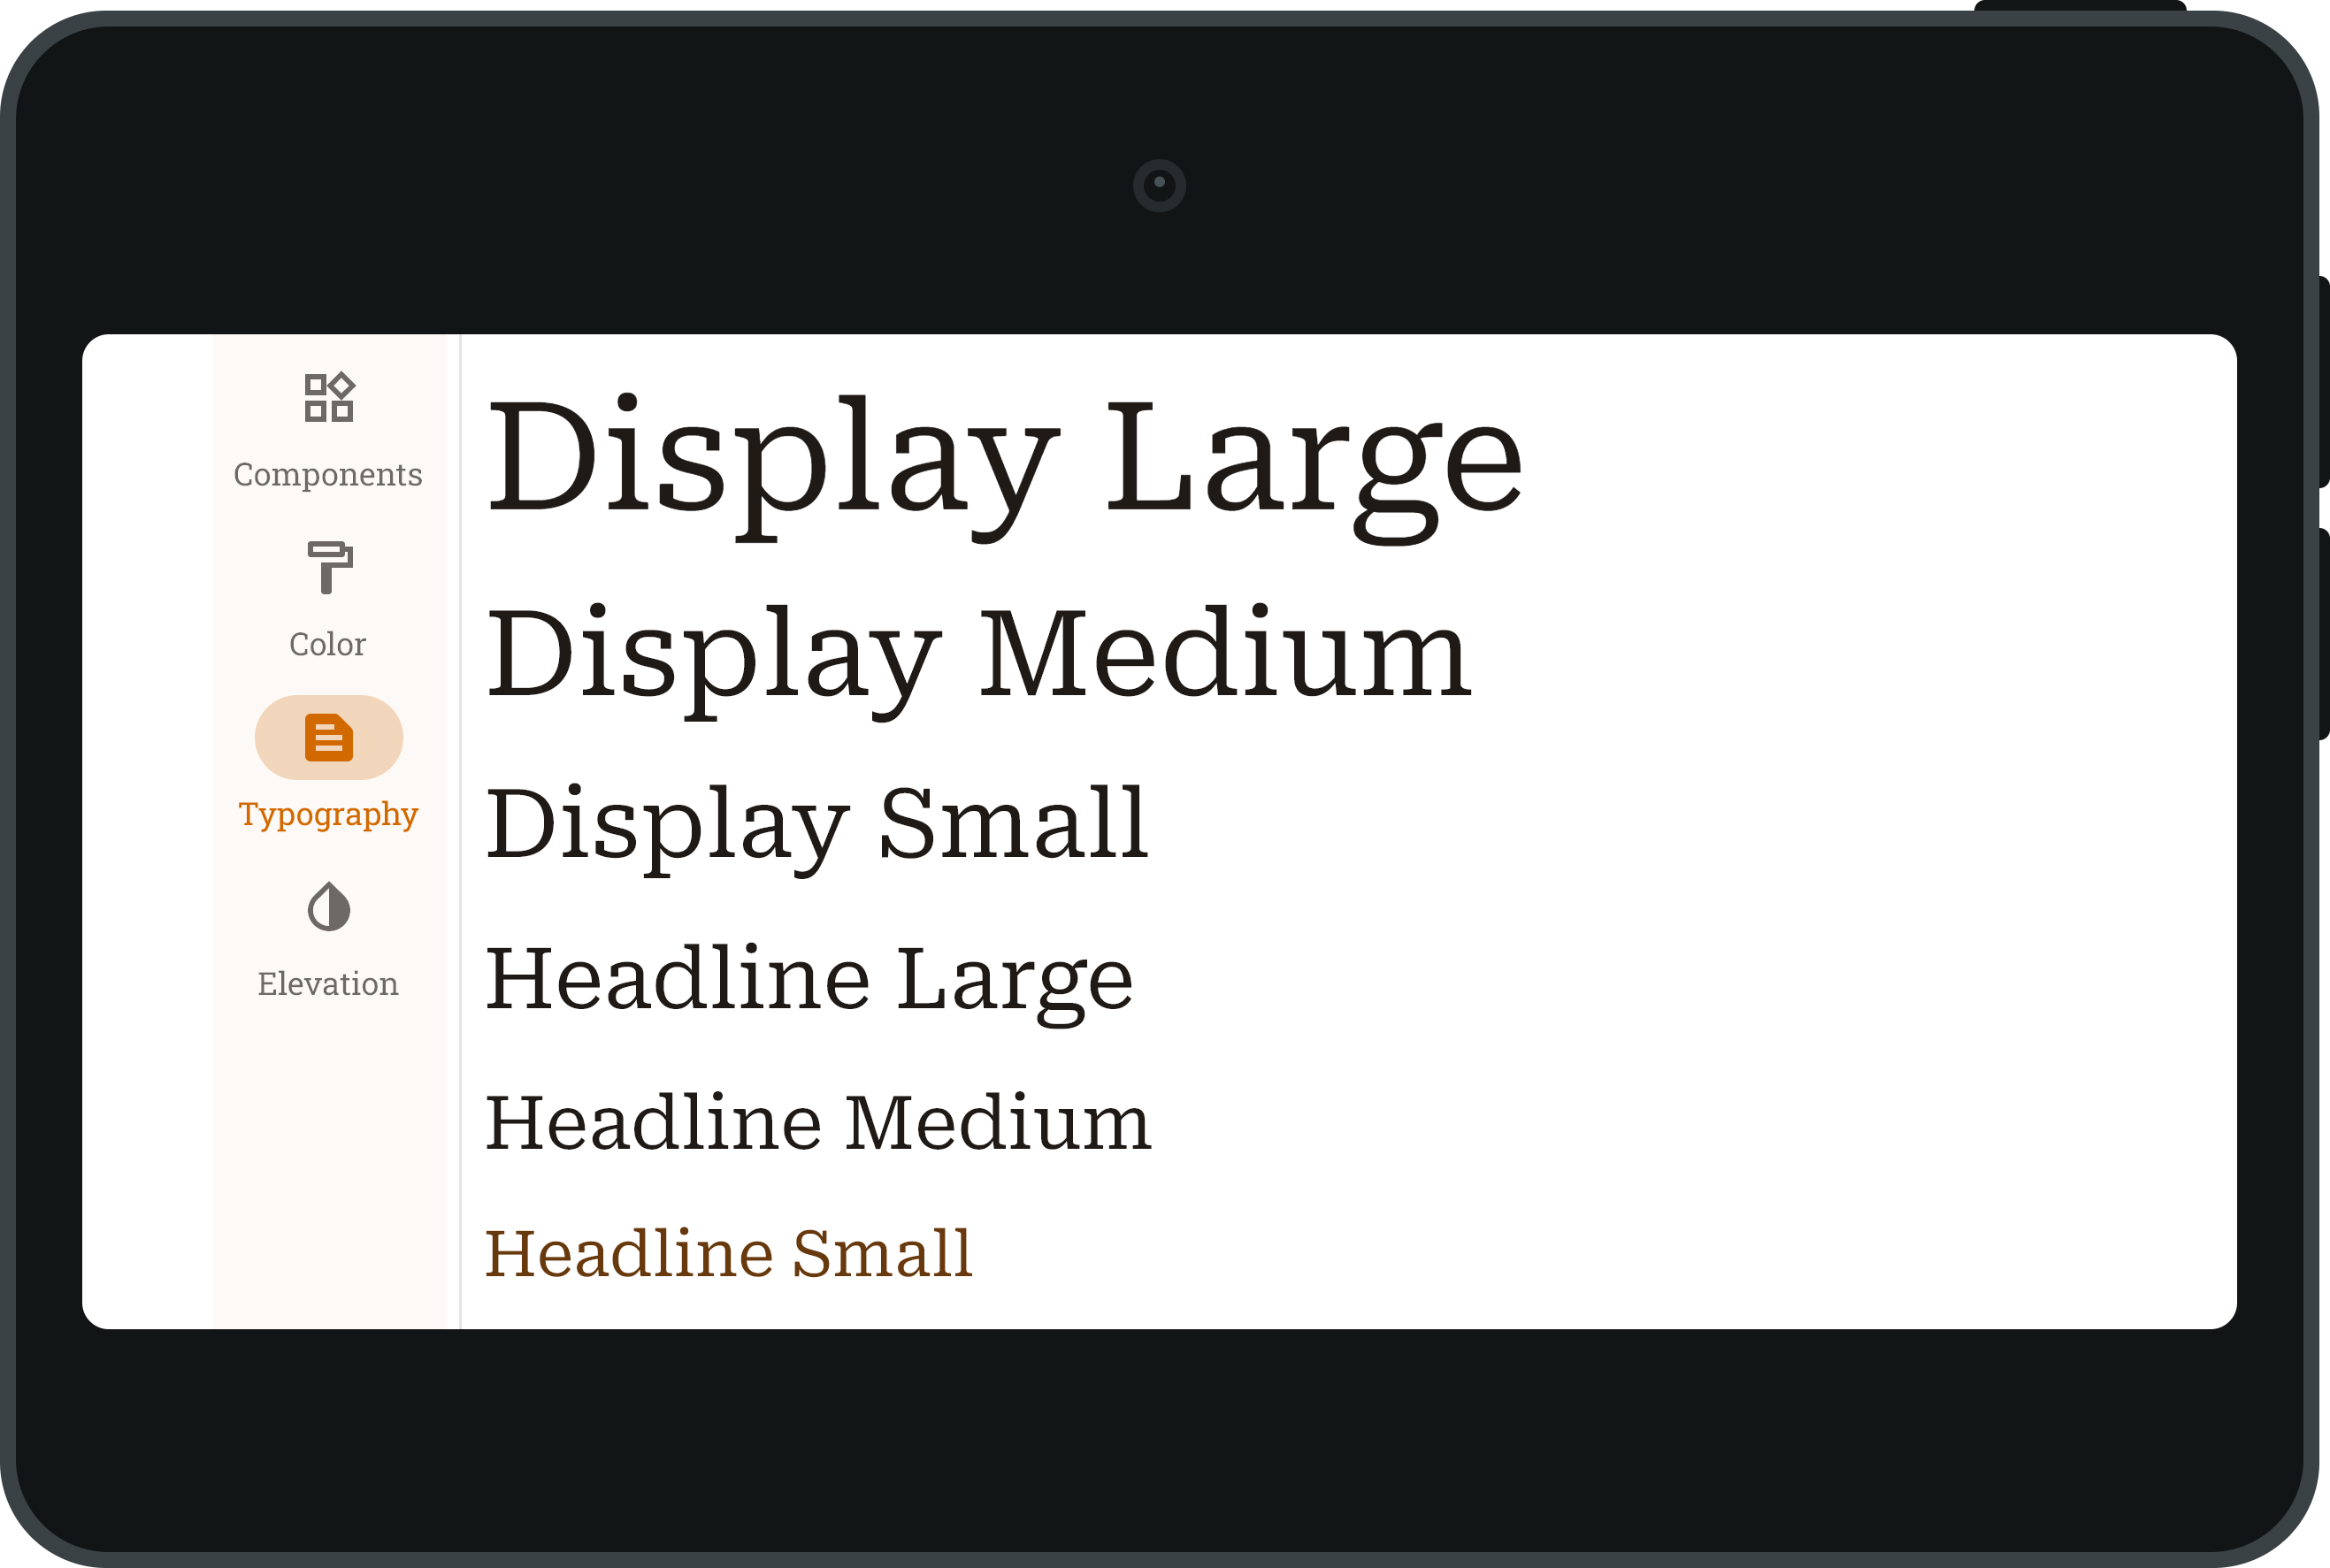 Components
Color
Typography
Elevation
Display Large
Display Medium
Display Small
Headline Large
Headline Medium
Headline Small